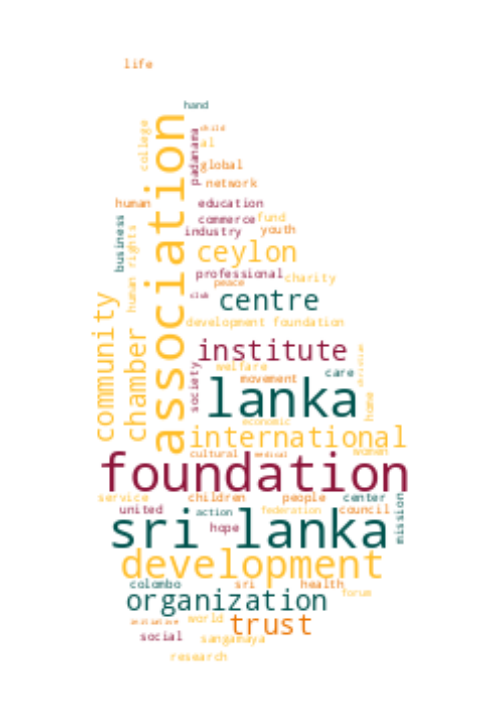 life
hand
child
college
association
al
padanama
global
network
human
education
business
commerce
fund
human rights
industry
youth
ceylon
professional
charity
peace
club
community
centre
development foundation
chamber
institute
christian
welfare
society
movement
care
lanka
home
economic
international
cultural
medical
women
foundation
service
children
people
center
mission
united
action
federation
council
sri lanka
hope
development
colombo
sri
health
forum
organization
initiative
world
trust
social
sangamaya
research